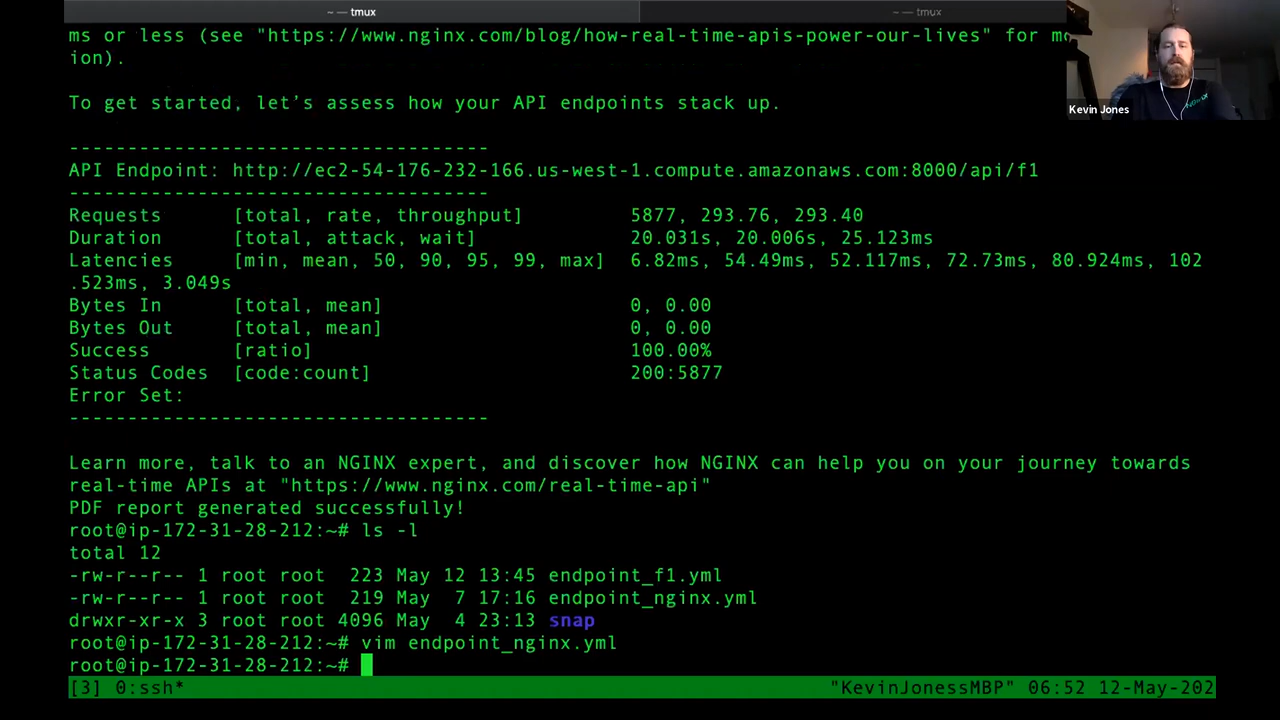 ~ — tmux
~ — tmux
ms or less (see "https://www.nginx.com/blog/how-real-time-apis-power-our-lives" for mo
ion).
Kevin Jones
To get started, let's assess how your API endpoints stack up.
------------------------------------
API Endpoint: http://ec2-54-176-232-166.us-west-1.compute.amazonaws.com:8000/api/f1
------------------------------------
Requests [total, rate, throughput] 5877, 293.76, 293.40
Duration [total, attack, wait] 20.031s, 20.006s, 25.123ms
Latencies [min, mean, 50, 90, 95, 99, max] 6.82ms, 54.49ms, 52.117ms, 72.73ms, 80.924ms, 102
.523ms, 3.049s
Bytes In [total, mean] 0, 0.00
Bytes Out [total, mean] 0, 0.00
Success [ratio] 100.00%
Status Codes [code:count] 200:5877
Error Set:
------------------------------------
Learn more, talk to an NGINX expert, and discover how NGINX can help you on your journey towards
real-time APIs at "https://www.nginx.com/real-time-api"
PDF report generated successfully!
root@ip-172-31-28-212:~# ls -l
total 12
-rw-r--r-- 1 root root 223 May 12 13:45 endpoint_f1.yml
-rw-r--r-- 1 root root 219 May 7 17:16 endpoint_nginx.yml
drwxr-xr-x 3 root root 4096 May 4 23:13 snap
root@ip-172-31-28-212:~# vim endpoint_nginx.yml
root@ip-172-31-28-212:~#
[3] 0:ssh* "KevinJonessMBP" 06:52 12-May-202